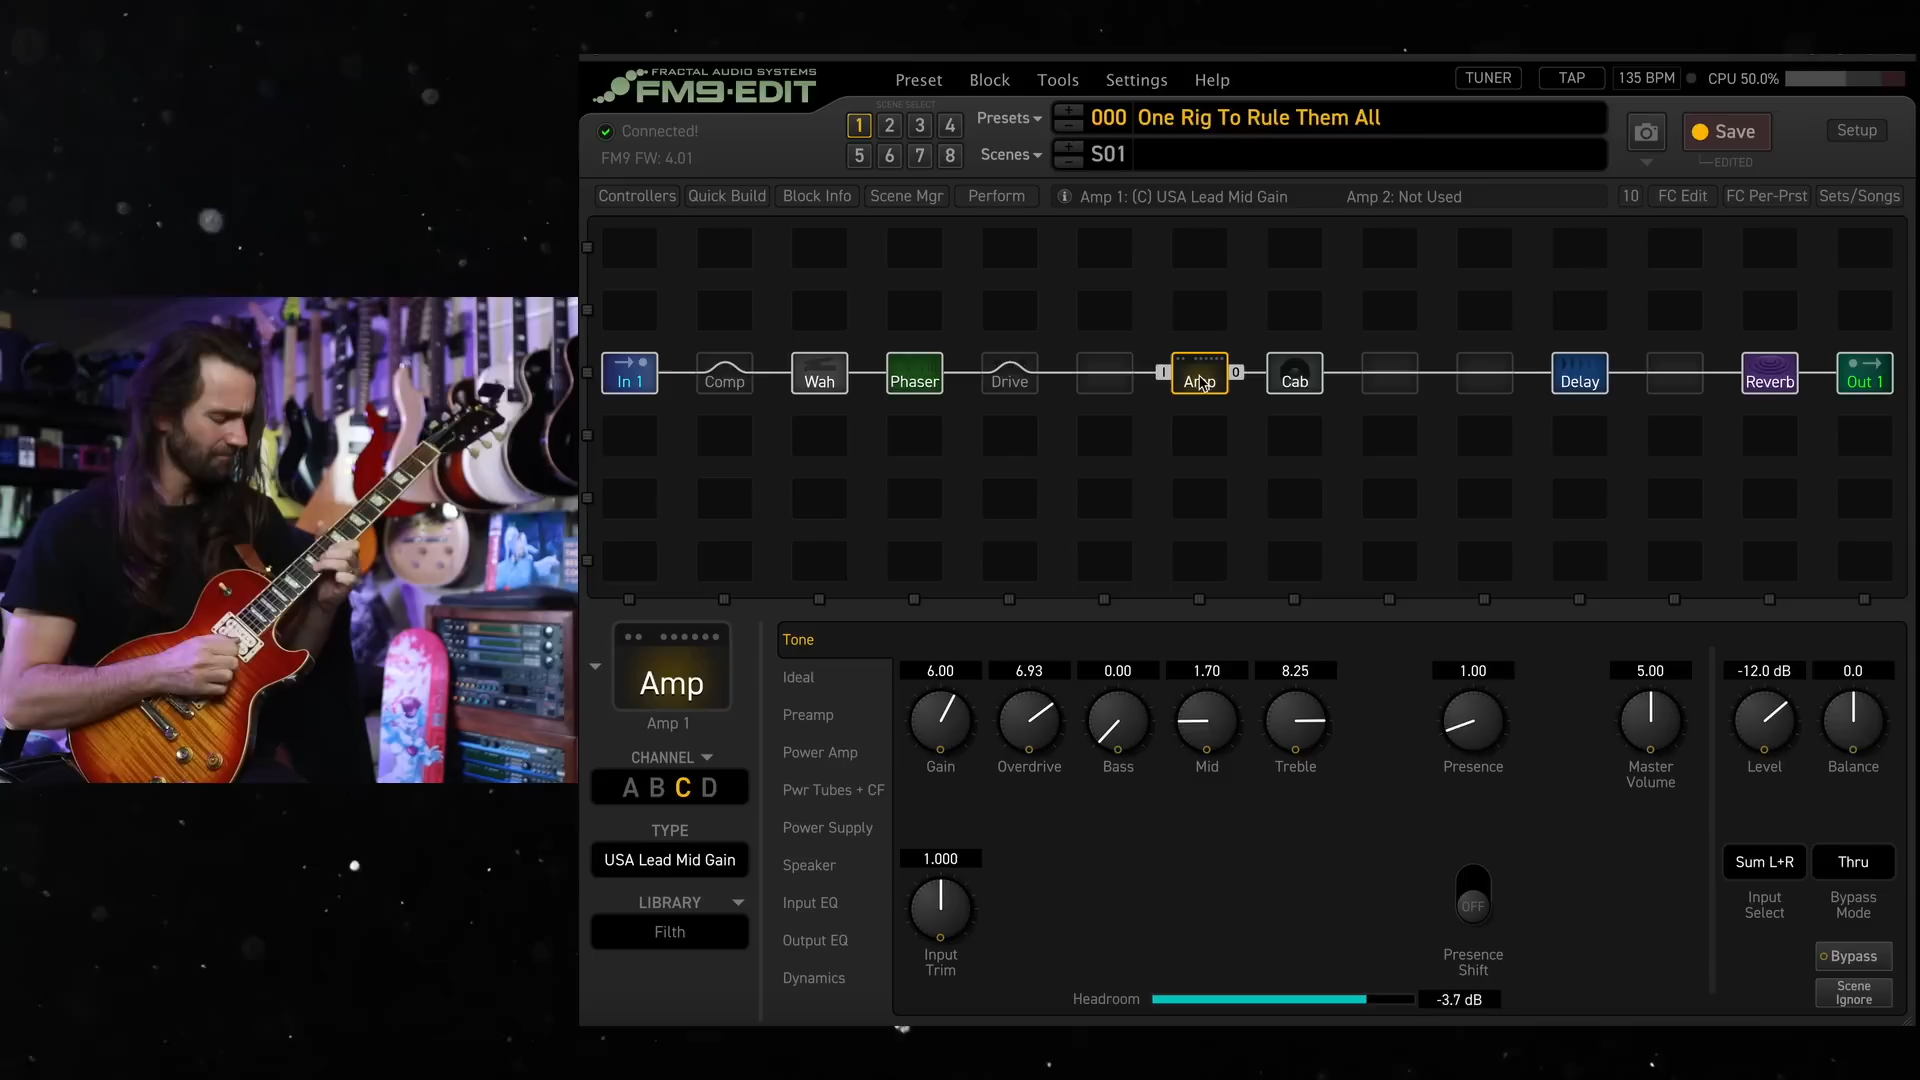 FRACTAL AUDIO SYSTEMS
FM9-EDIT
Preset Block Tools Settings Help
TUNER TAP 135 BPM CPU 50.0%
SCENE SELECT
Connected!
FM9 FW: 4.01
1 2 3 4
5 6 7 8
Presets
000 One Rig To Rule Them All
Scenes
S01
Save
EDITED
Setup
Controllers Quick Build Block Info Scene Mgr Perform
Amp 1: (C) USA Lead Mid Gain Amp 2: Not Used
10 FC Edit FC Per-Prst Sets/Songs
In 1 Comp Wah Phaser Drive I Amp O Cab Delay Reverb Out 1
Amp
Amp 1
CHANNEL
A B C D
TYPE
USA Lead Mid Gain
LIBRARY
Filth
Tone
Ideal
Preamp
Power Amp
Pwr Tubes + CF
Power Supply
Speaker
Input EQ
Output EQ
Dynamics
6.00 6.93 0.00 1.70 8.25 1.00 5.00 -12.0 dB 0.0
Gain Overdrive Bass Mid Treble Presence Master Volume Level Balance
1.000
Input Trim
OFF
Presence Shift
Sum L+R
Input Select
Thru
Bypass Mode
Bypass
Scene Ignore
Headroom -3.7 dB